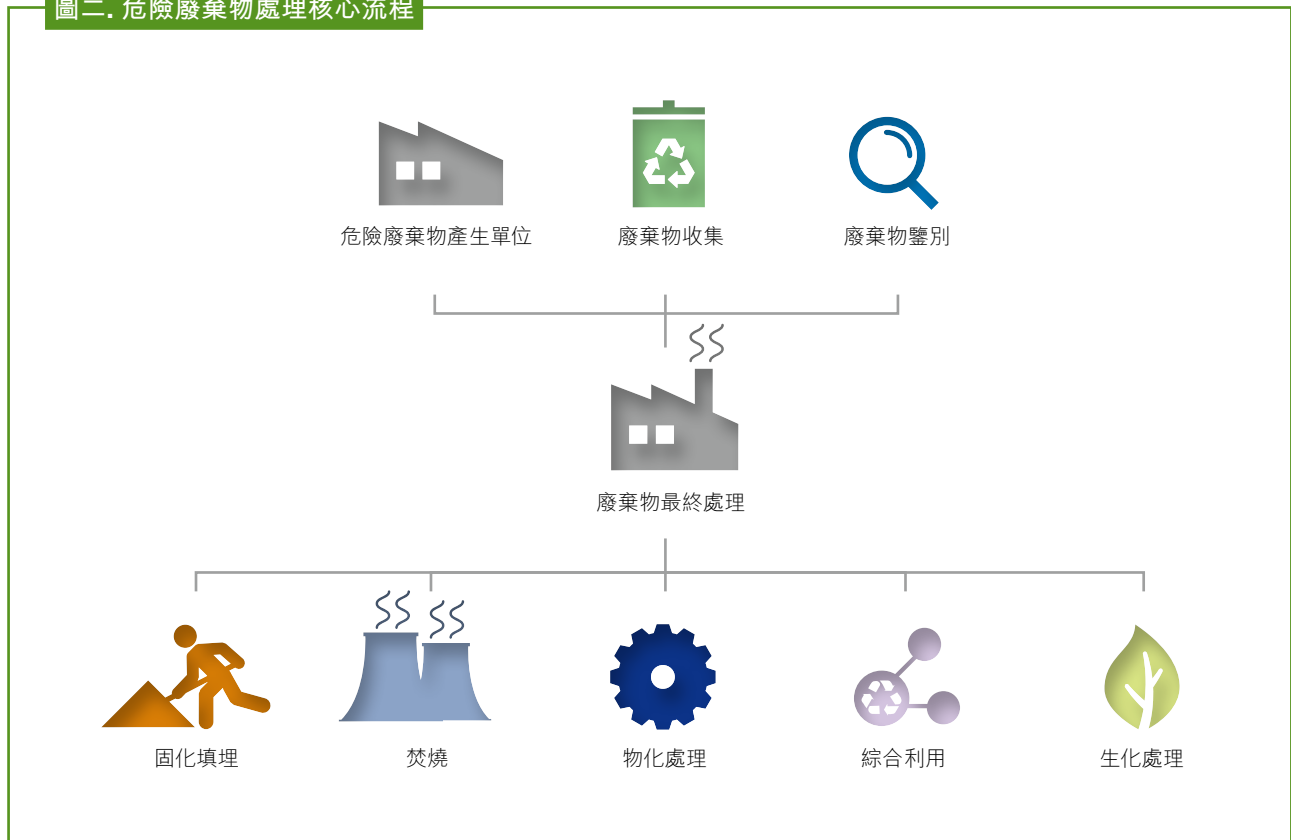 圖二. 危險廢棄物處理核心流程
危險廢棄物產生單位
廢棄物收集
廢棄物鑒別
廢棄物最終處理
固化填埋
焚燒
物化處理
綜合利用
生化處理